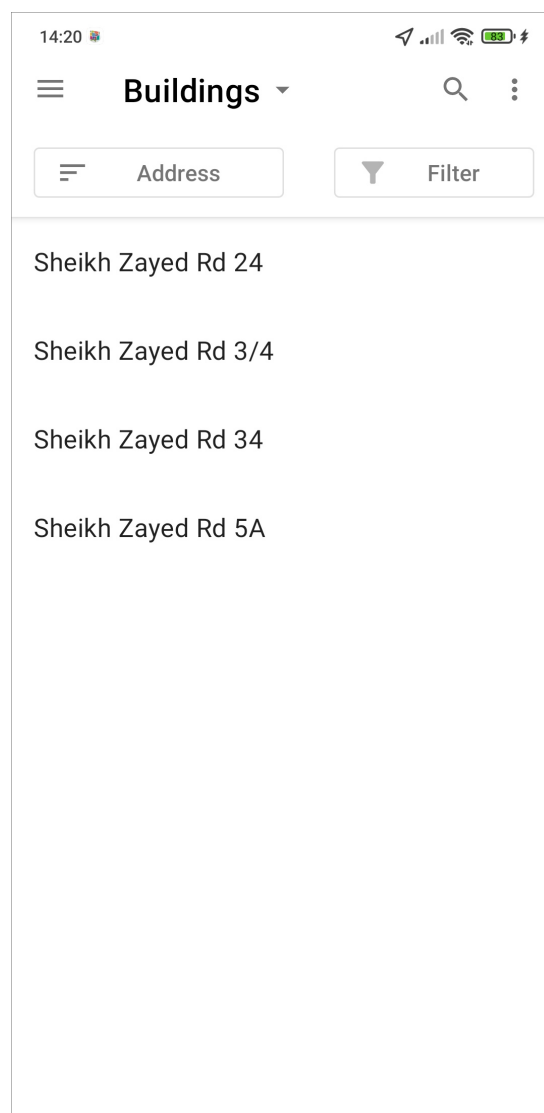 14:20
83
Buildings
Address
Filter
Sheikh Zayed Rd 24
Sheikh Zayed Rd 3/4
Sheikh Zayed Rd 34
Sheikh Zayed Rd 5A